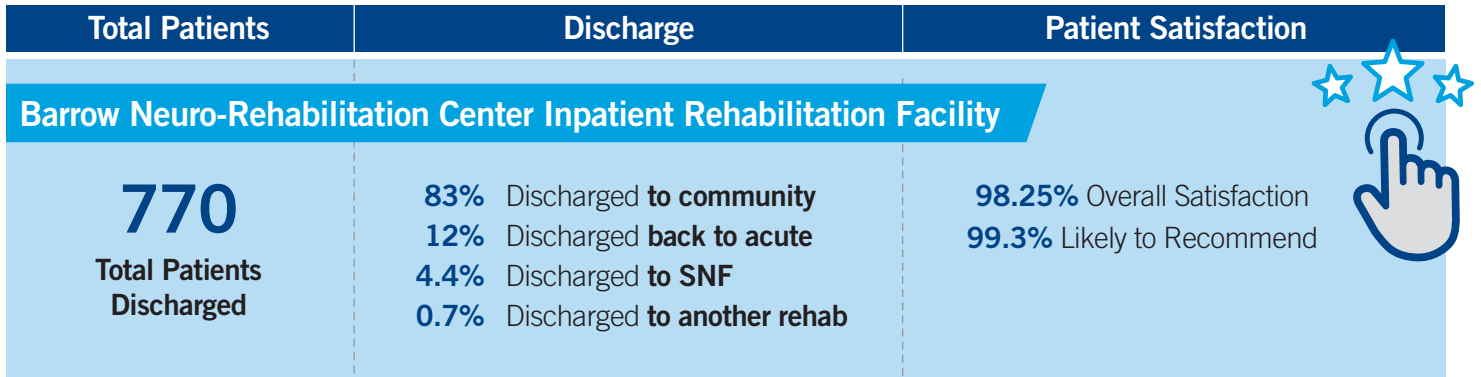 Total Patients
Discharge
Patient Satisfaction
Barrow Neuro-Rehabilitation Center Inpatient Rehabilitation Facility
770
Total Patients
Discharged
83% Discharged to community
12% Discharged back to acute
4.4% Discharged to SNF
0.7% Discharged to another rehab
98.25% Overall Satisfaction
99.3% Likely to Recommend